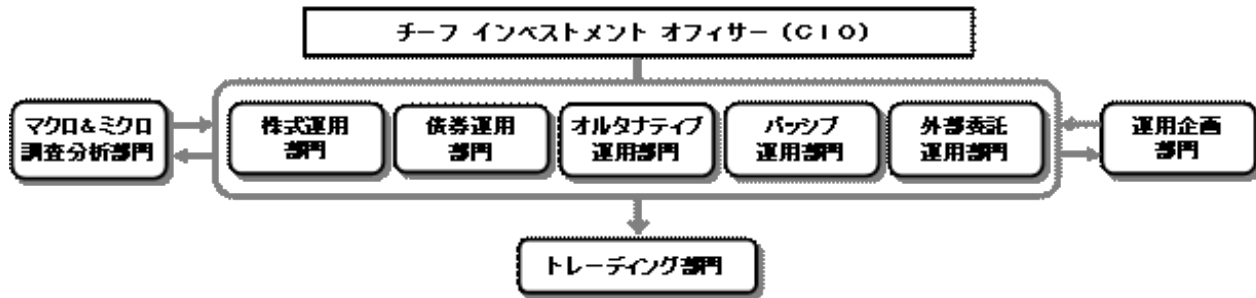 チーフ インベストメント オフィサー（ＣＩＯ）
マクロ＆ミクロ
調査分析部門
株式運用
部門
債券運用
部門
オルタナティブ
運用部門
パッシブ
運用部門
外部委託
運用部門
運用企画
部門
トレーディング部門